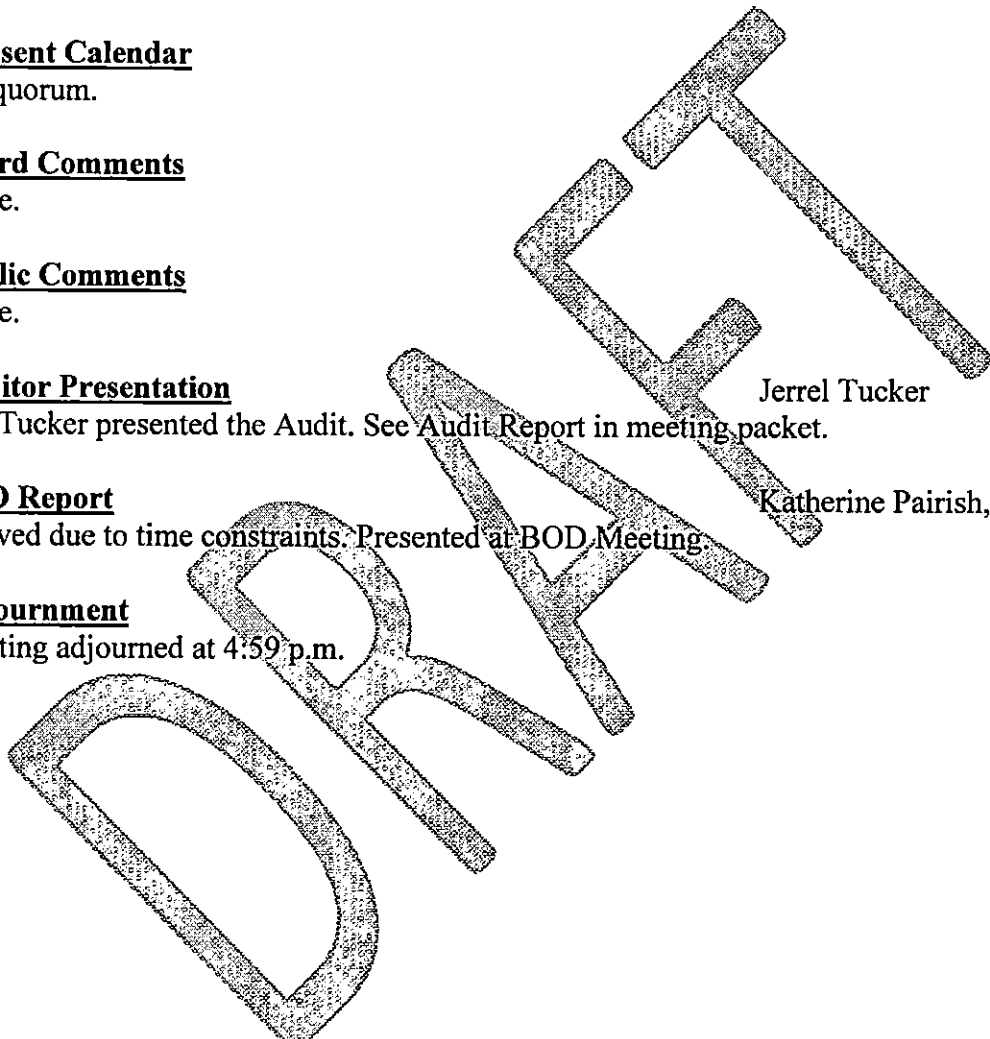 sent Calendar
quorum.
rd Comments
e.
lic Comments
e.
itor Presentation Jerrel Tucker
Tucker presented the Audit. See Audit Report in meeting packet.
O Report Katherine Pairish,
ved due to time constraints. Presented at BOD Meeting.
ournment
ting adjourned at 4:59 p.m.
DRAFT